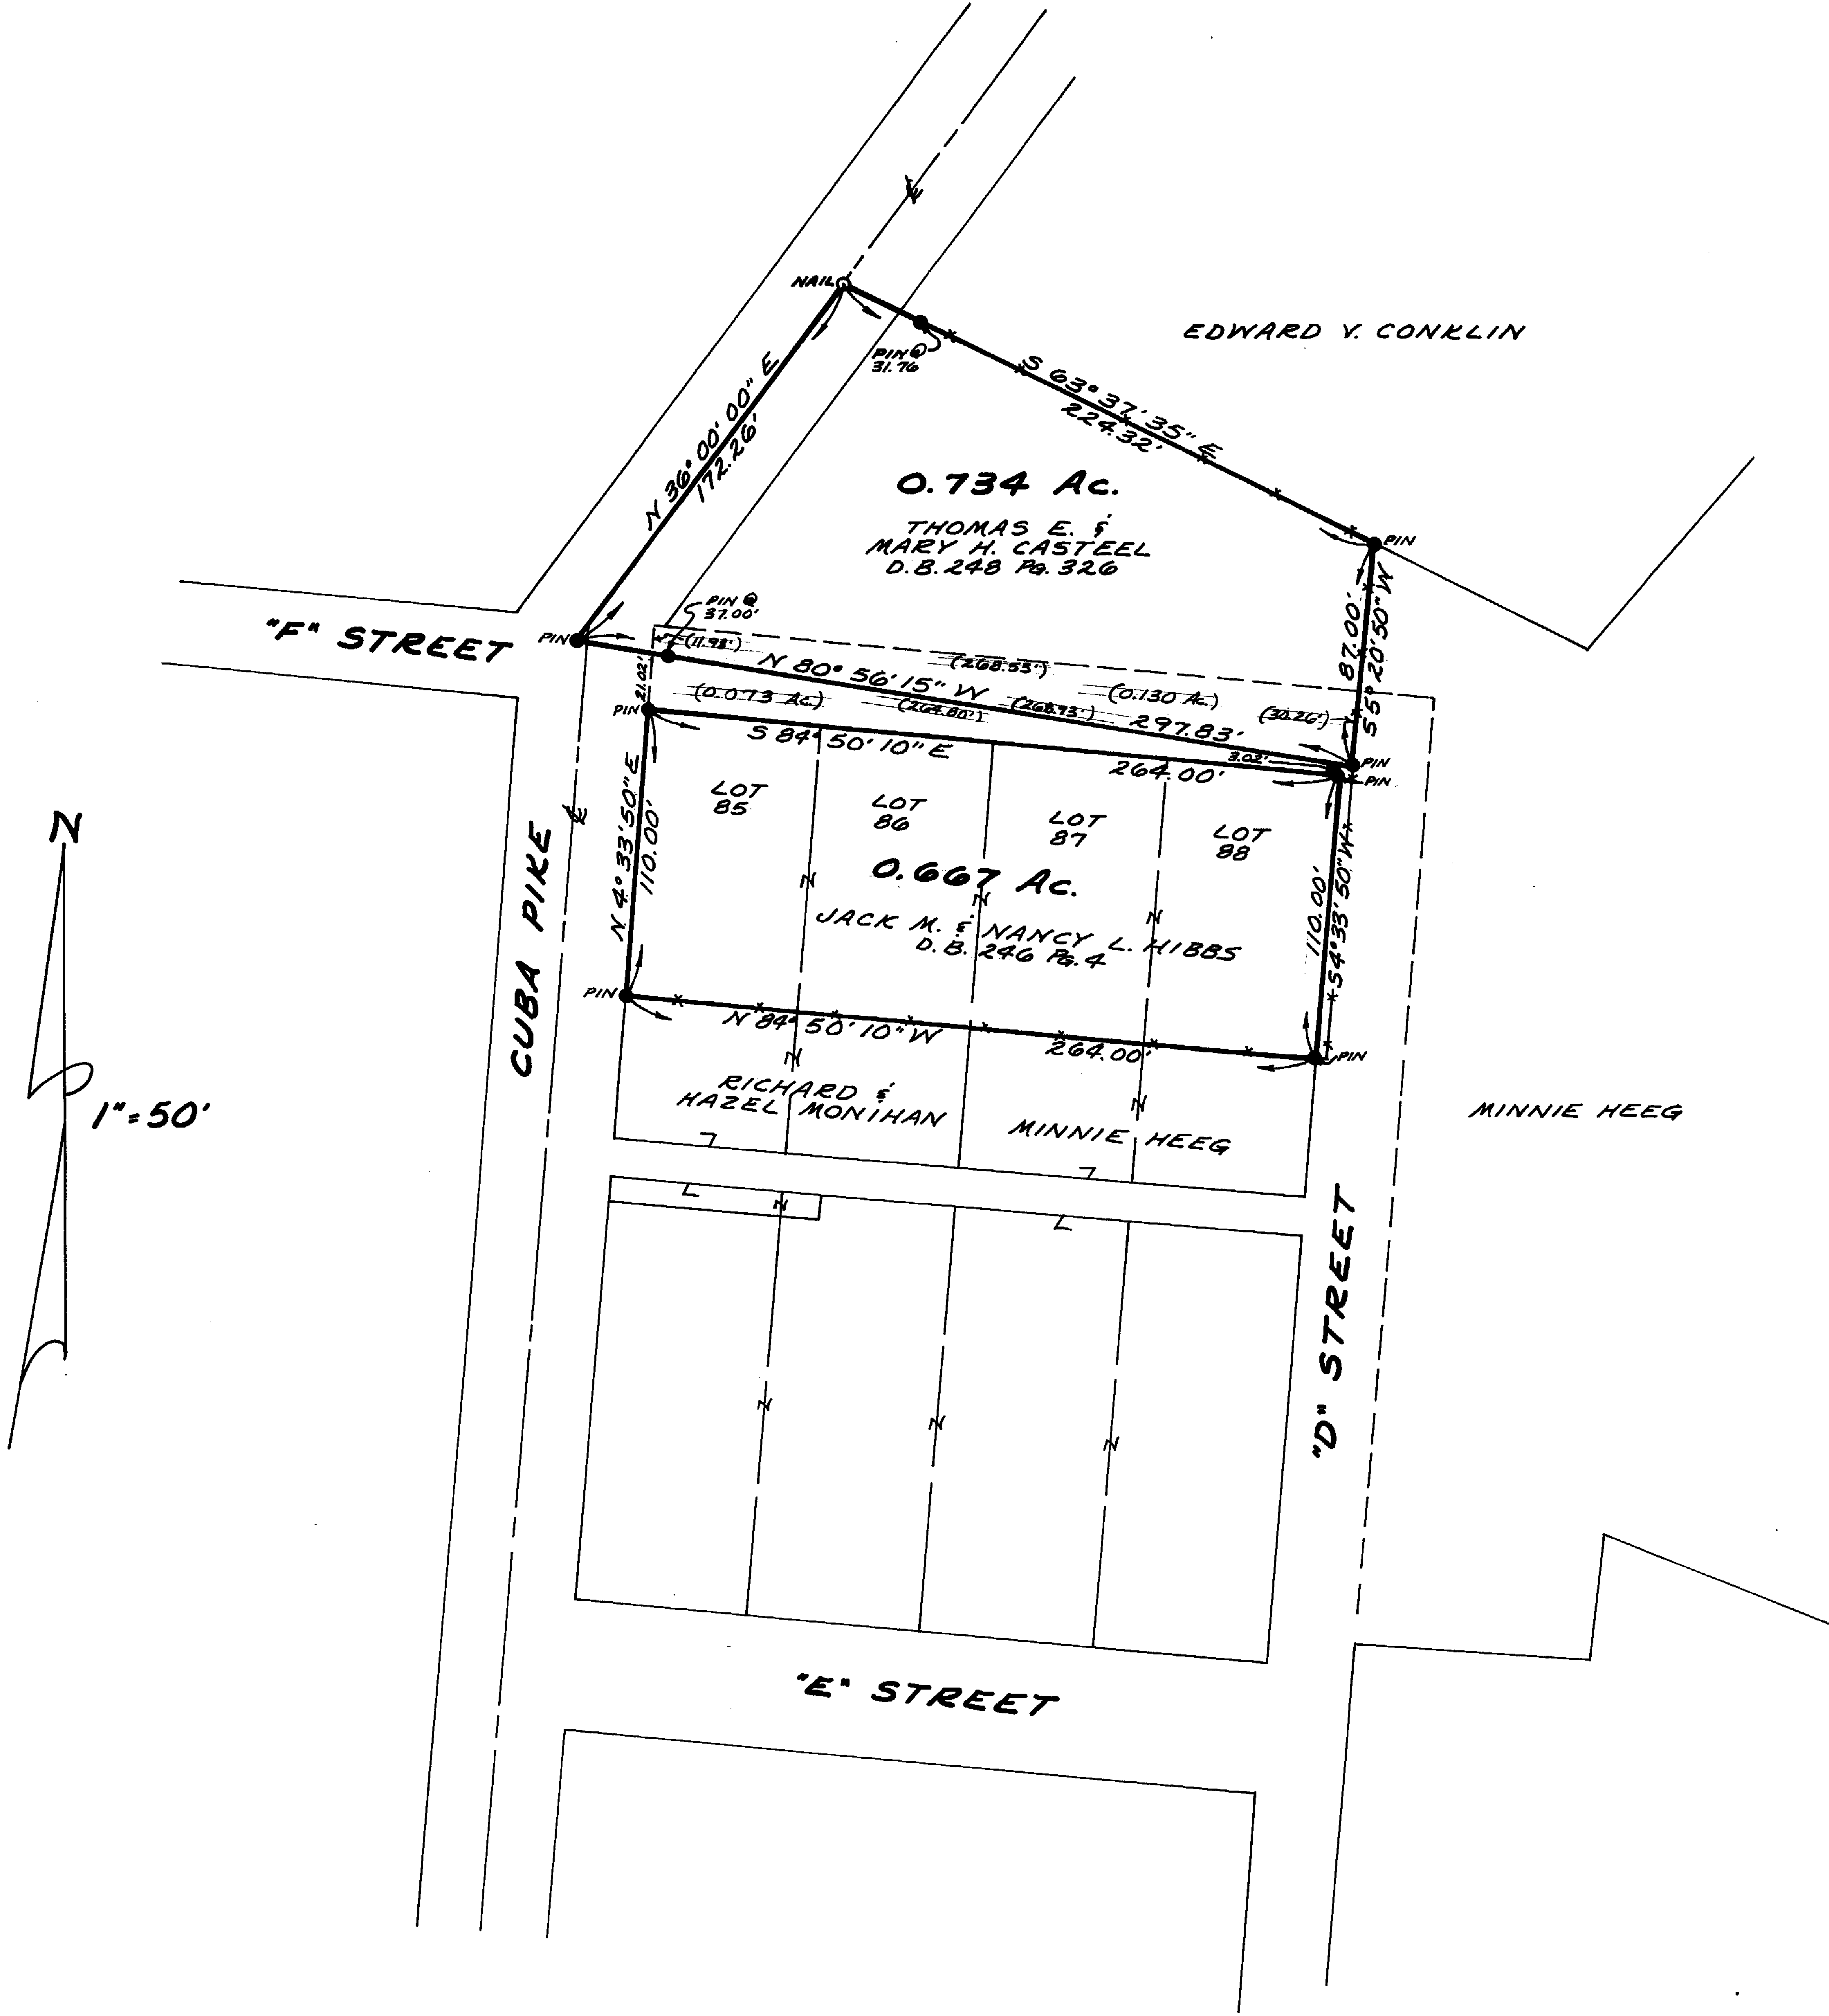 NAIL
PIN @
31.76
EDWARD V. CONKLIN
N 36° 00' 00" E
172.26'
S 63° 37' 35" E
224.32'
0.734 Ac.
THOMAS E. &
MARY H. CASTEEL
D.B. 248 PG. 326
PIN
87.00'
S 5° 20' 50" W
"F" STREET
PIN
PIN @
37.00'
(11.98')
21.02'
(268.53')
N 80° 56' 15" W
297.83'
(0.073 Ac.)
(264.80')
(268.93')
(0.130 Ac.)
(30.26')
PIN
S 84° 50' 10" E
264.00'
3.02'
PIN
PIN
LOT
85
LOT
86
LOT
87
LOT
88
N 4° 33' 50" E
110.00'
0.667 Ac.
JACK M. & NANCY L. HIBBS
D.B. 246 PG. 4
110.00'
S 4° 33' 50" W
PIN
N 84° 50' 10" W
264.00'
PIN
N
1" = 50'
CUBA PIKE
RICHARD &
HAZEL MONIHAN
MINNIE HEEG
MINNIE HEEG
"D" STREET
"E" STREET